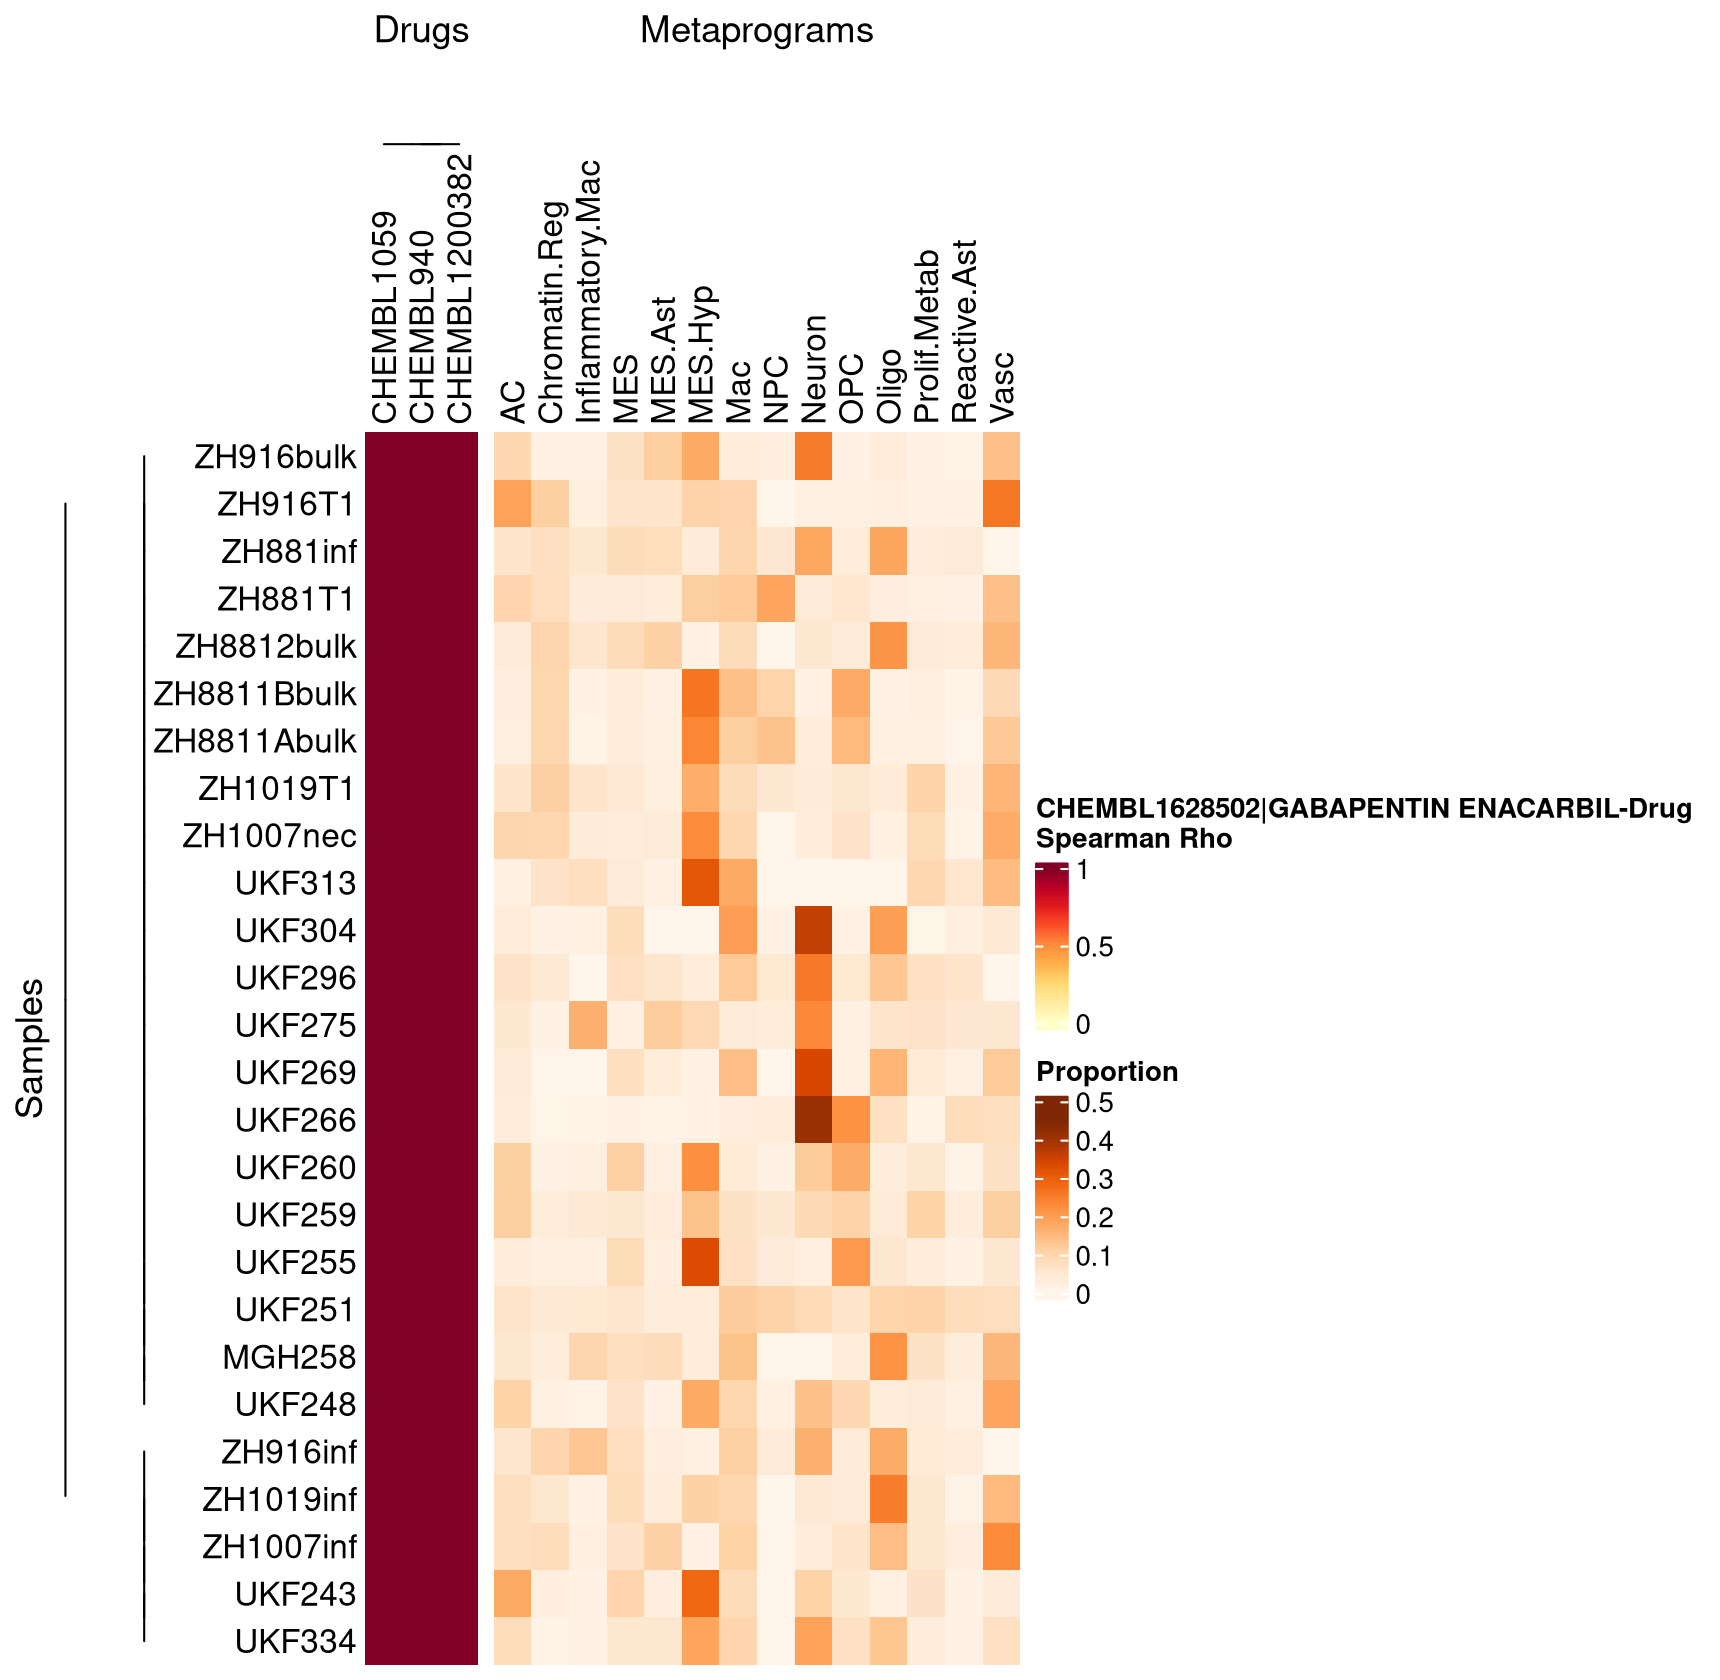 Drugs
Metaprograms
CHEMBL1059
CHEMBL940
CHEMBL1200382
AC
Chromatin.Reg
Inflammatory.Mac
MES
MES.Ast
MES.Hyp
Mac
NPC
Neuron
OPC
Oligo
Prolif.Metab
Reactive.Ast
Vasc
Samples
ZH916bulk
ZH916T1
ZH881inf
ZH881T1
ZH8812bulk
ZH8811Bbulk
ZH8811Abulk
ZH1019T1
ZH1007nec
UKF313
UKF304
UKF296
UKF275
UKF269
UKF266
UKF260
UKF259
UKF255
UKF251
MGH258
UKF248
ZH916inf
ZH1019inf
ZH1007inf
UKF243
UKF334
CHEMBL1628502|GABAPENTIN ENACARBIL-Drug
Spearman Rho
1
0.5
0
Proportion
0.5
0.4
0.3
0.2
0.1
0